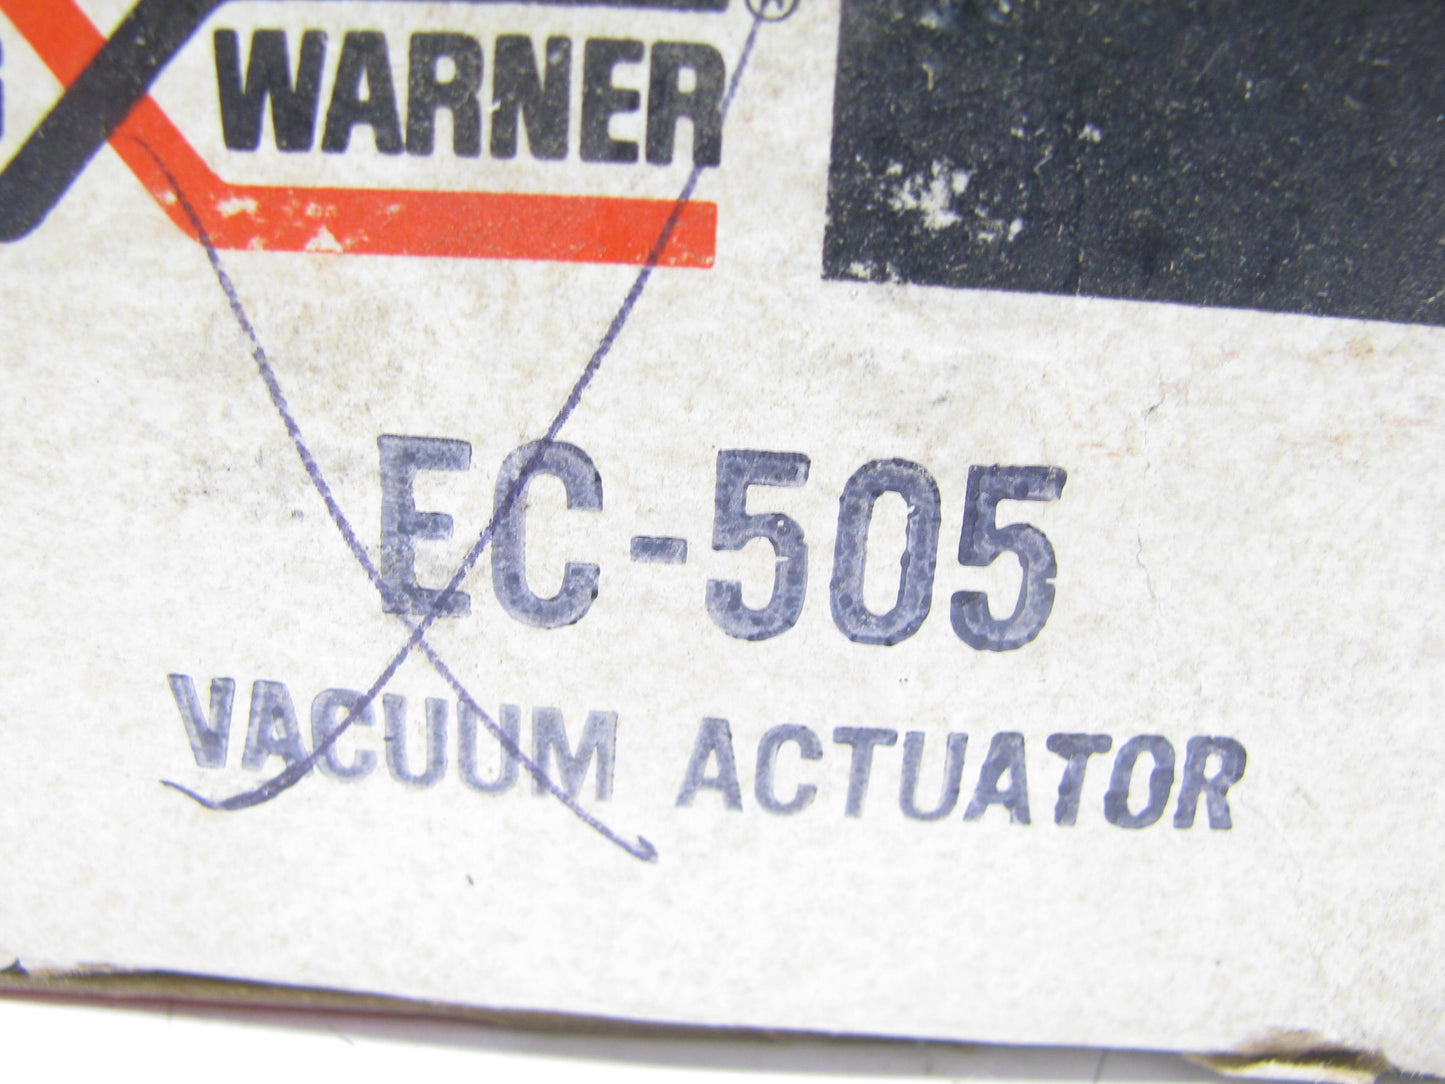 WARNER ®
EC-505
VACUUM ACTUATOR